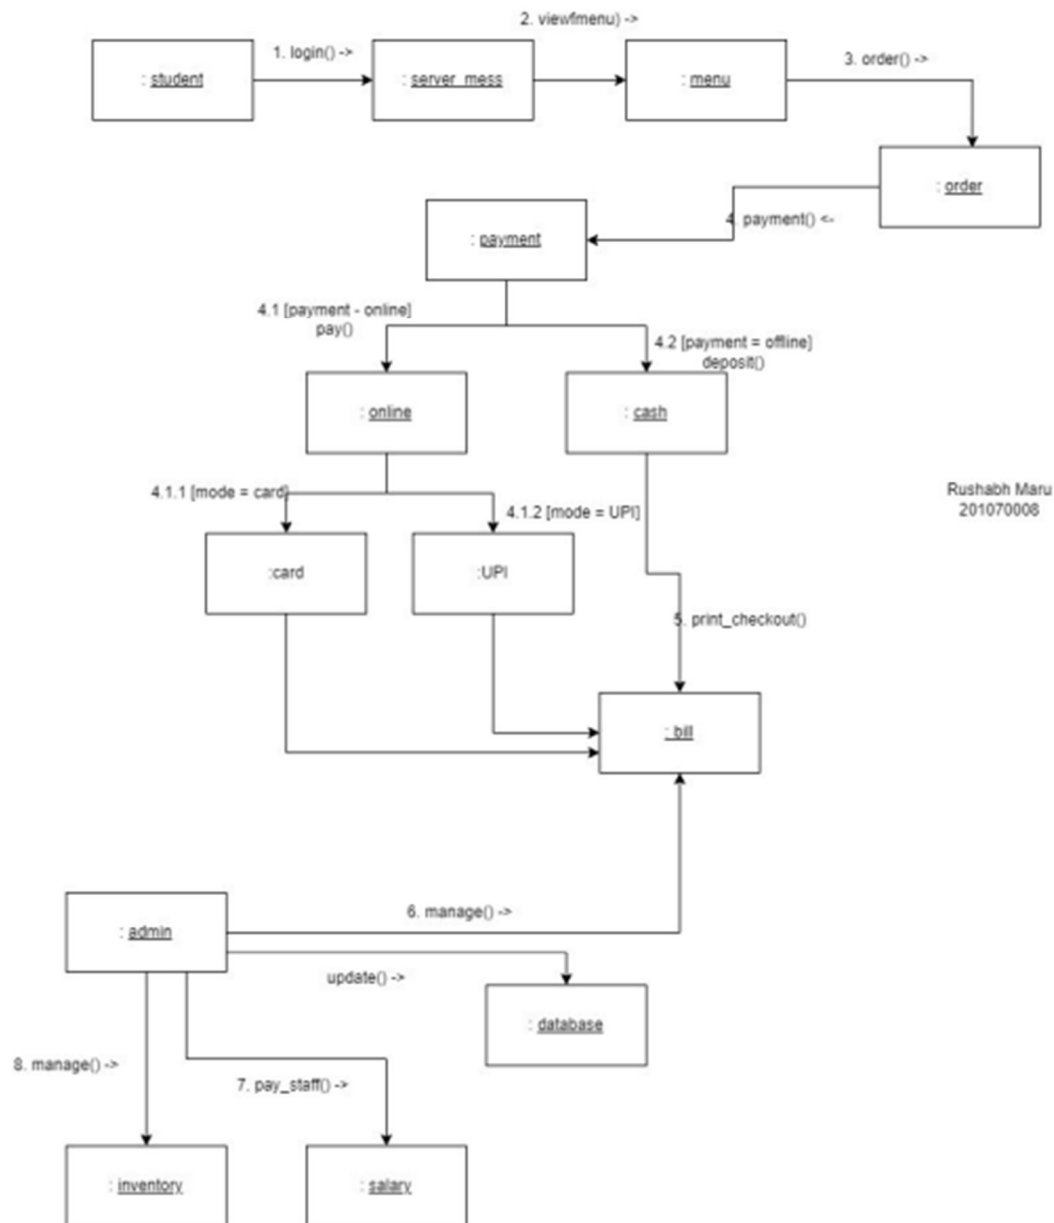 2. viewfmenu) ->
1. login() ->
3. order() ->
: student
: server_mess
: menu
: order
4. payment() <-
: payment
4.1 [payment - online]
pay()
4.2 [payment = offline]
deposit()
: online
: cash
4.1.1 [mode = card]
4.1.2 [mode = UPI]
Rushabh Maru
201070008
:card
:UPI
5. print_checkout()
: bill
6. manage() ->
: admin
update() ->
: database
8. manage() ->
7. pay_staff() ->
: inventory
: salary